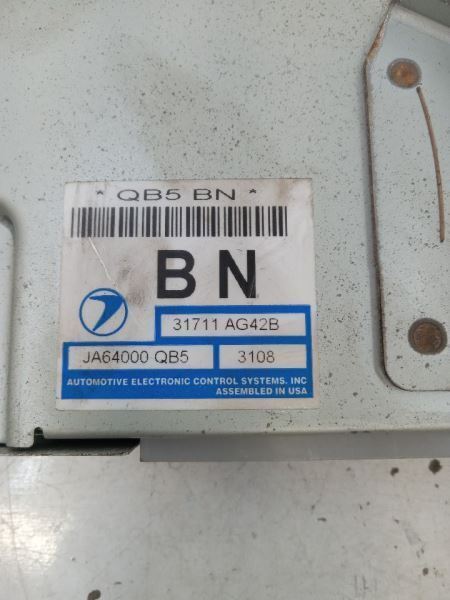 * QB5 BN *
BN
31711 AG42B
JA64000 QB5 3108
AUTOMOTIVE ELECTRONIC CONTROL SYSTEMS. INC
ASSEMBLED IN USA